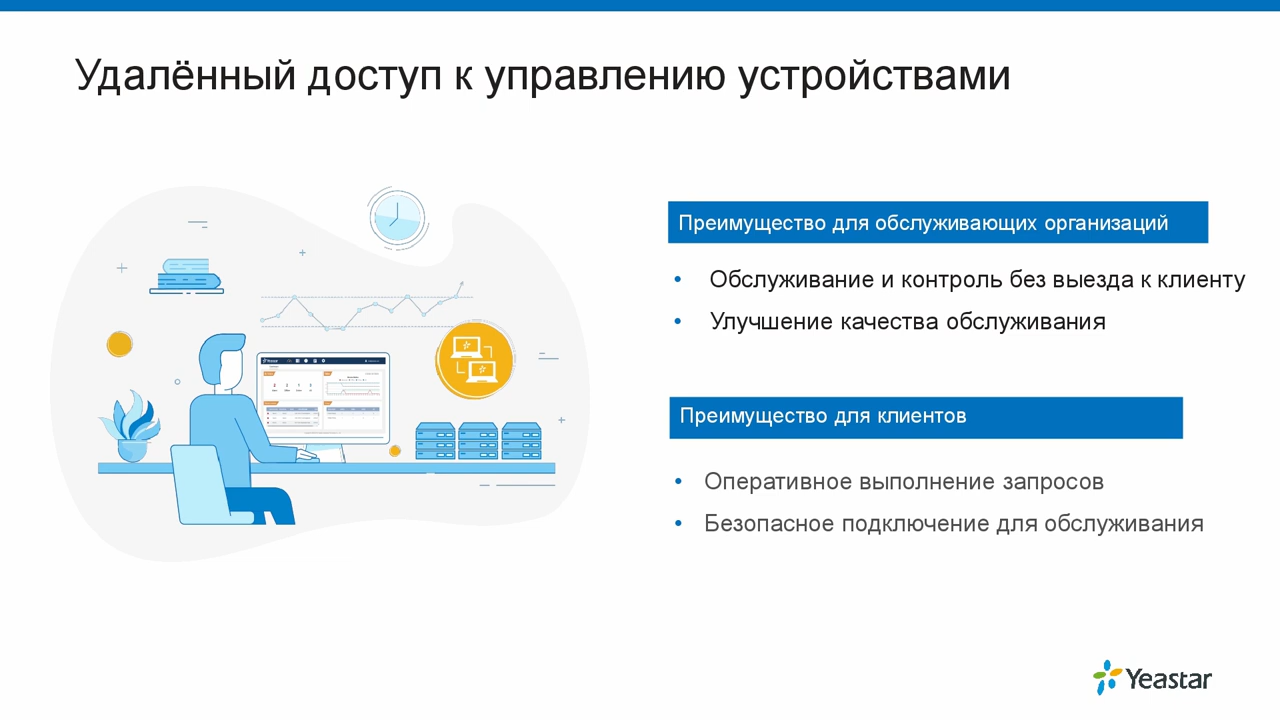 Удалённый доступ к управлению устройствами
Преимущество для обслуживающих организаций
• Обслуживание и контроль без выезда к клиенту
• Улучшение качества обслуживания
Преимущество для клиентов
• Оперативное выполнение запросов
• Безопасное подключение для обслуживания
Yeastar
Yeastar